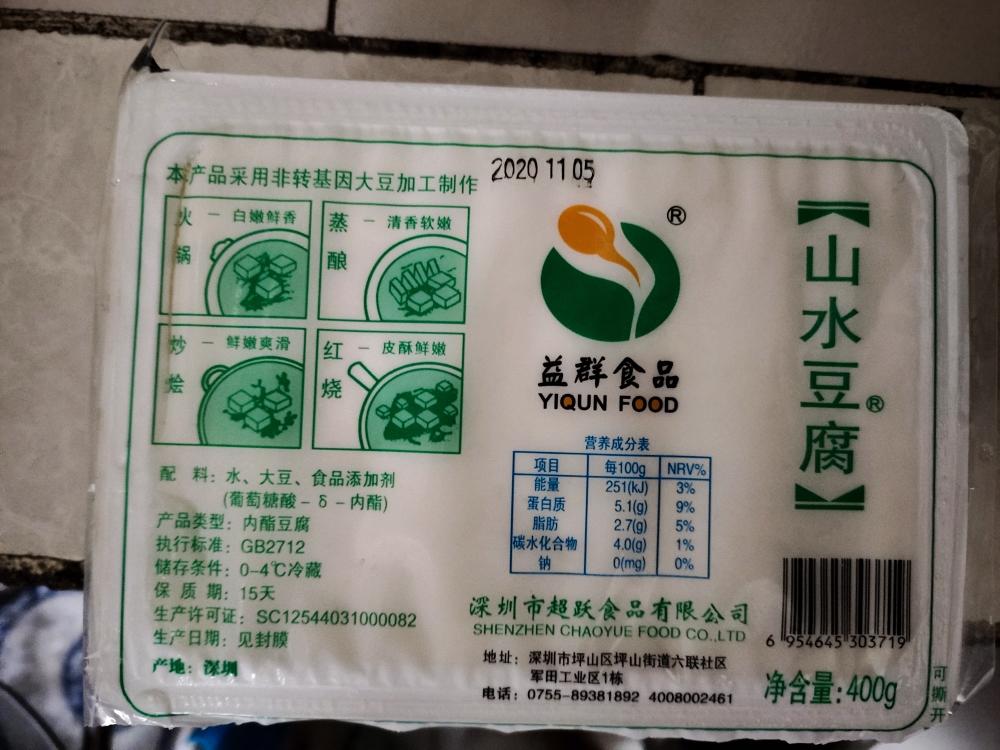 本产品采用非转基因大豆加工制作
2020 11 05
火锅 — 白嫩鲜香
蒸酿 — 清香软嫩
炒烩 — 鲜嫩爽滑
红烧 — 皮酥鲜嫩
配 料: 水、大豆、食品添加剂
(葡萄糖酸 – δ – 内酯)
产品类型: 内酯豆腐
执行标准: GB2712
储存条件: 0-4℃冷藏
保 质 期: 15天
生产许可证: SC12544031000082
生产日期: 见封膜
产地: 深圳
®
益群食品
YIQUN FOOD
营养成分表
项目 每100g NRV%
能量 251(kJ) 3%
蛋白质 5.1(g) 9%
脂肪 2.7(g) 5%
碳水化合物 4.0(g) 1%
钠 0(mg) 0%
深圳市超跃食品有限公司
SHENZHEN CHAOYUE FOOD CO.,LTD
地址: 深圳市坪山区坪山街道六联社区
军田工业区1栋
电话: 0755-89381892 4008002461
【山水豆腐】®
6 954645 303719
净含量: 400g
可撕开